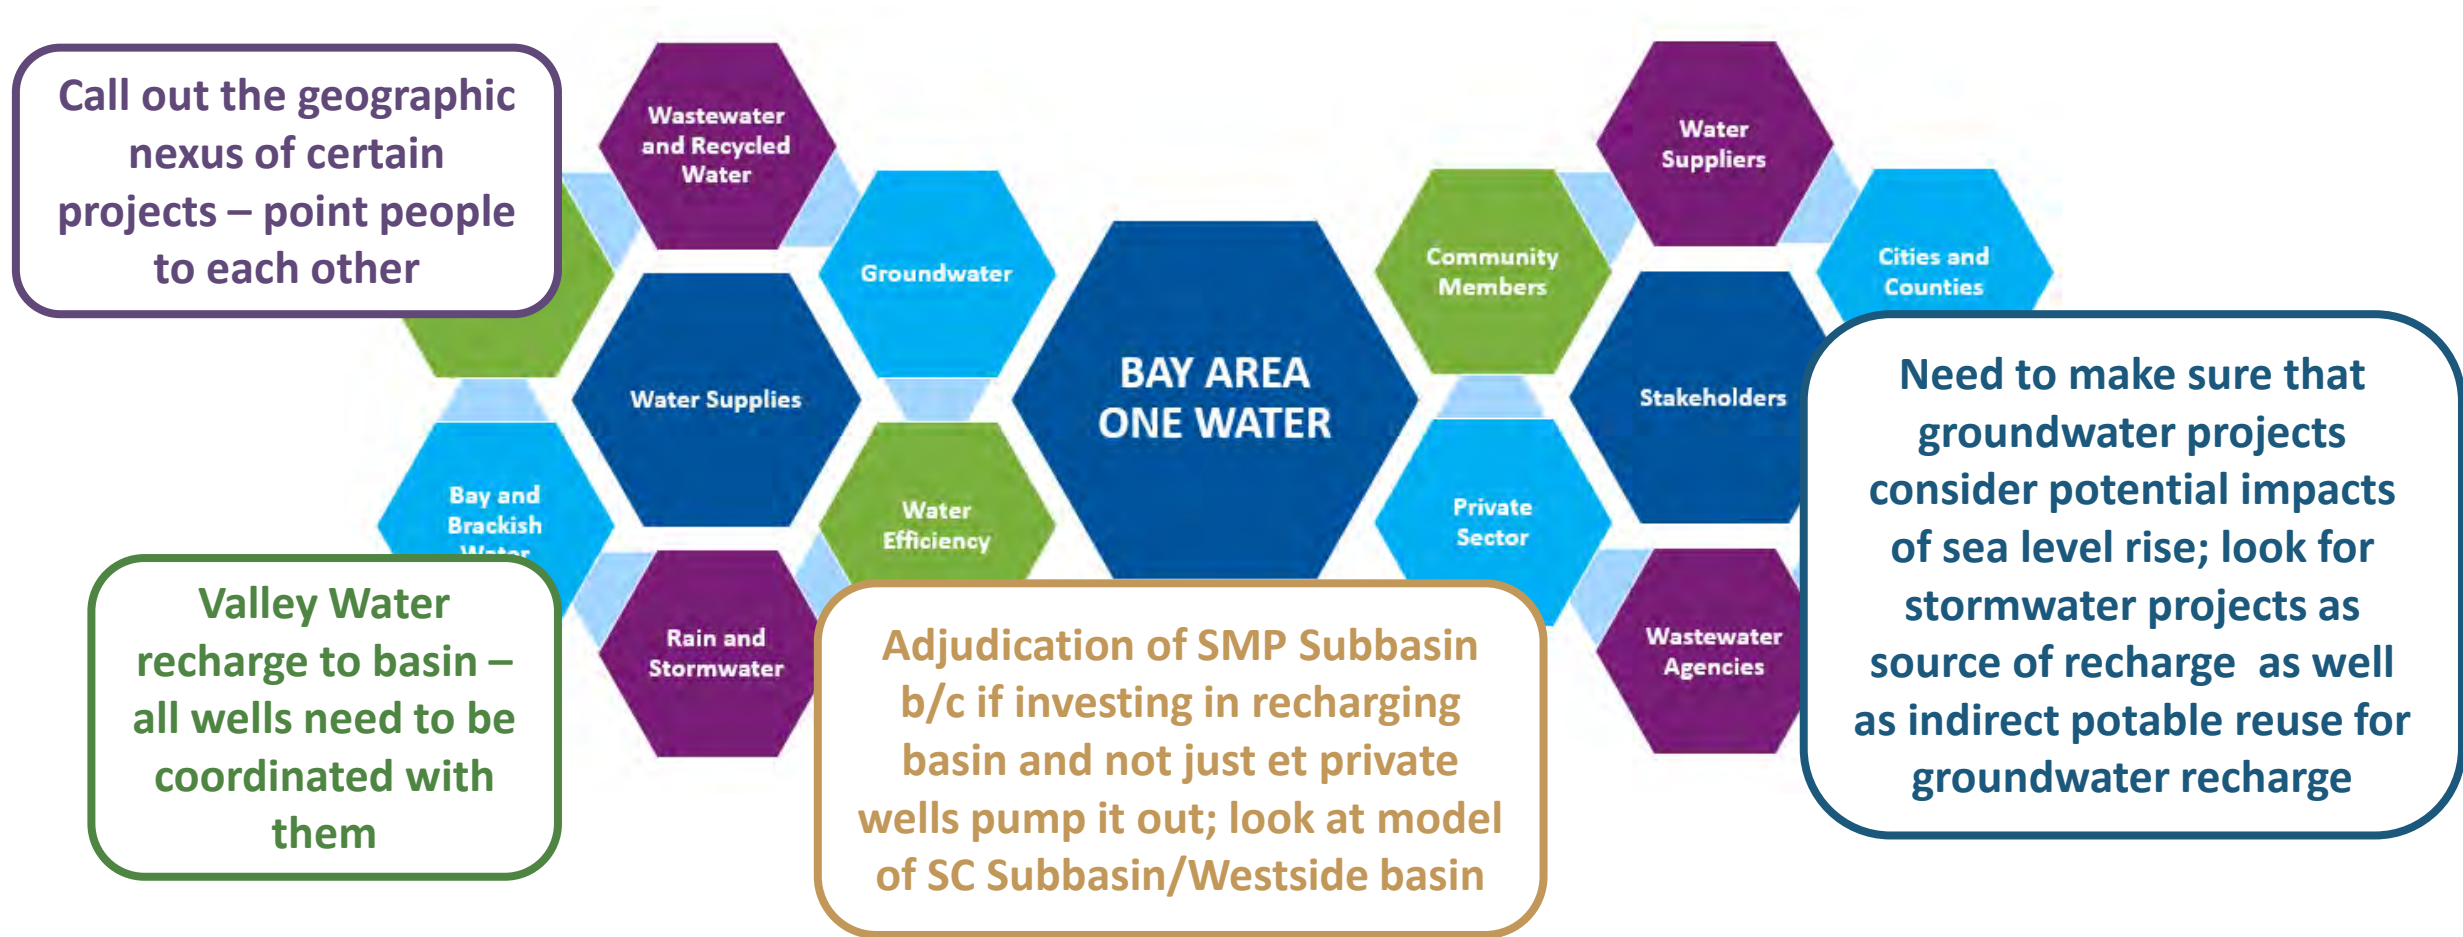 Call out the geographic
nexus of certain
projects – point people
to each other
Wastewater
and Recycled
Water
Groundwater
Water Supplies
Bay and
Brackish
Water
Water
Efficiency
Rain and
Stormwater
BAY AREA
ONE WATER
Water
Suppliers
Community
Members
Cities and
Counties
Stakeholders
Private
Sector
Wastewater
Agencies
Valley Water
recharge to basin –
all wells need to be
coordinated with
them
Adjudication of SMP Subbasin
b/c if investing in recharging
basin and not just et private
wells pump it out; look at model
of SC Subbasin/Westside basin
Need to make sure that
groundwater projects
consider potential impacts
of sea level rise; look for
stormwater projects as
source of recharge  as well
as indirect potable reuse for
groundwater recharge